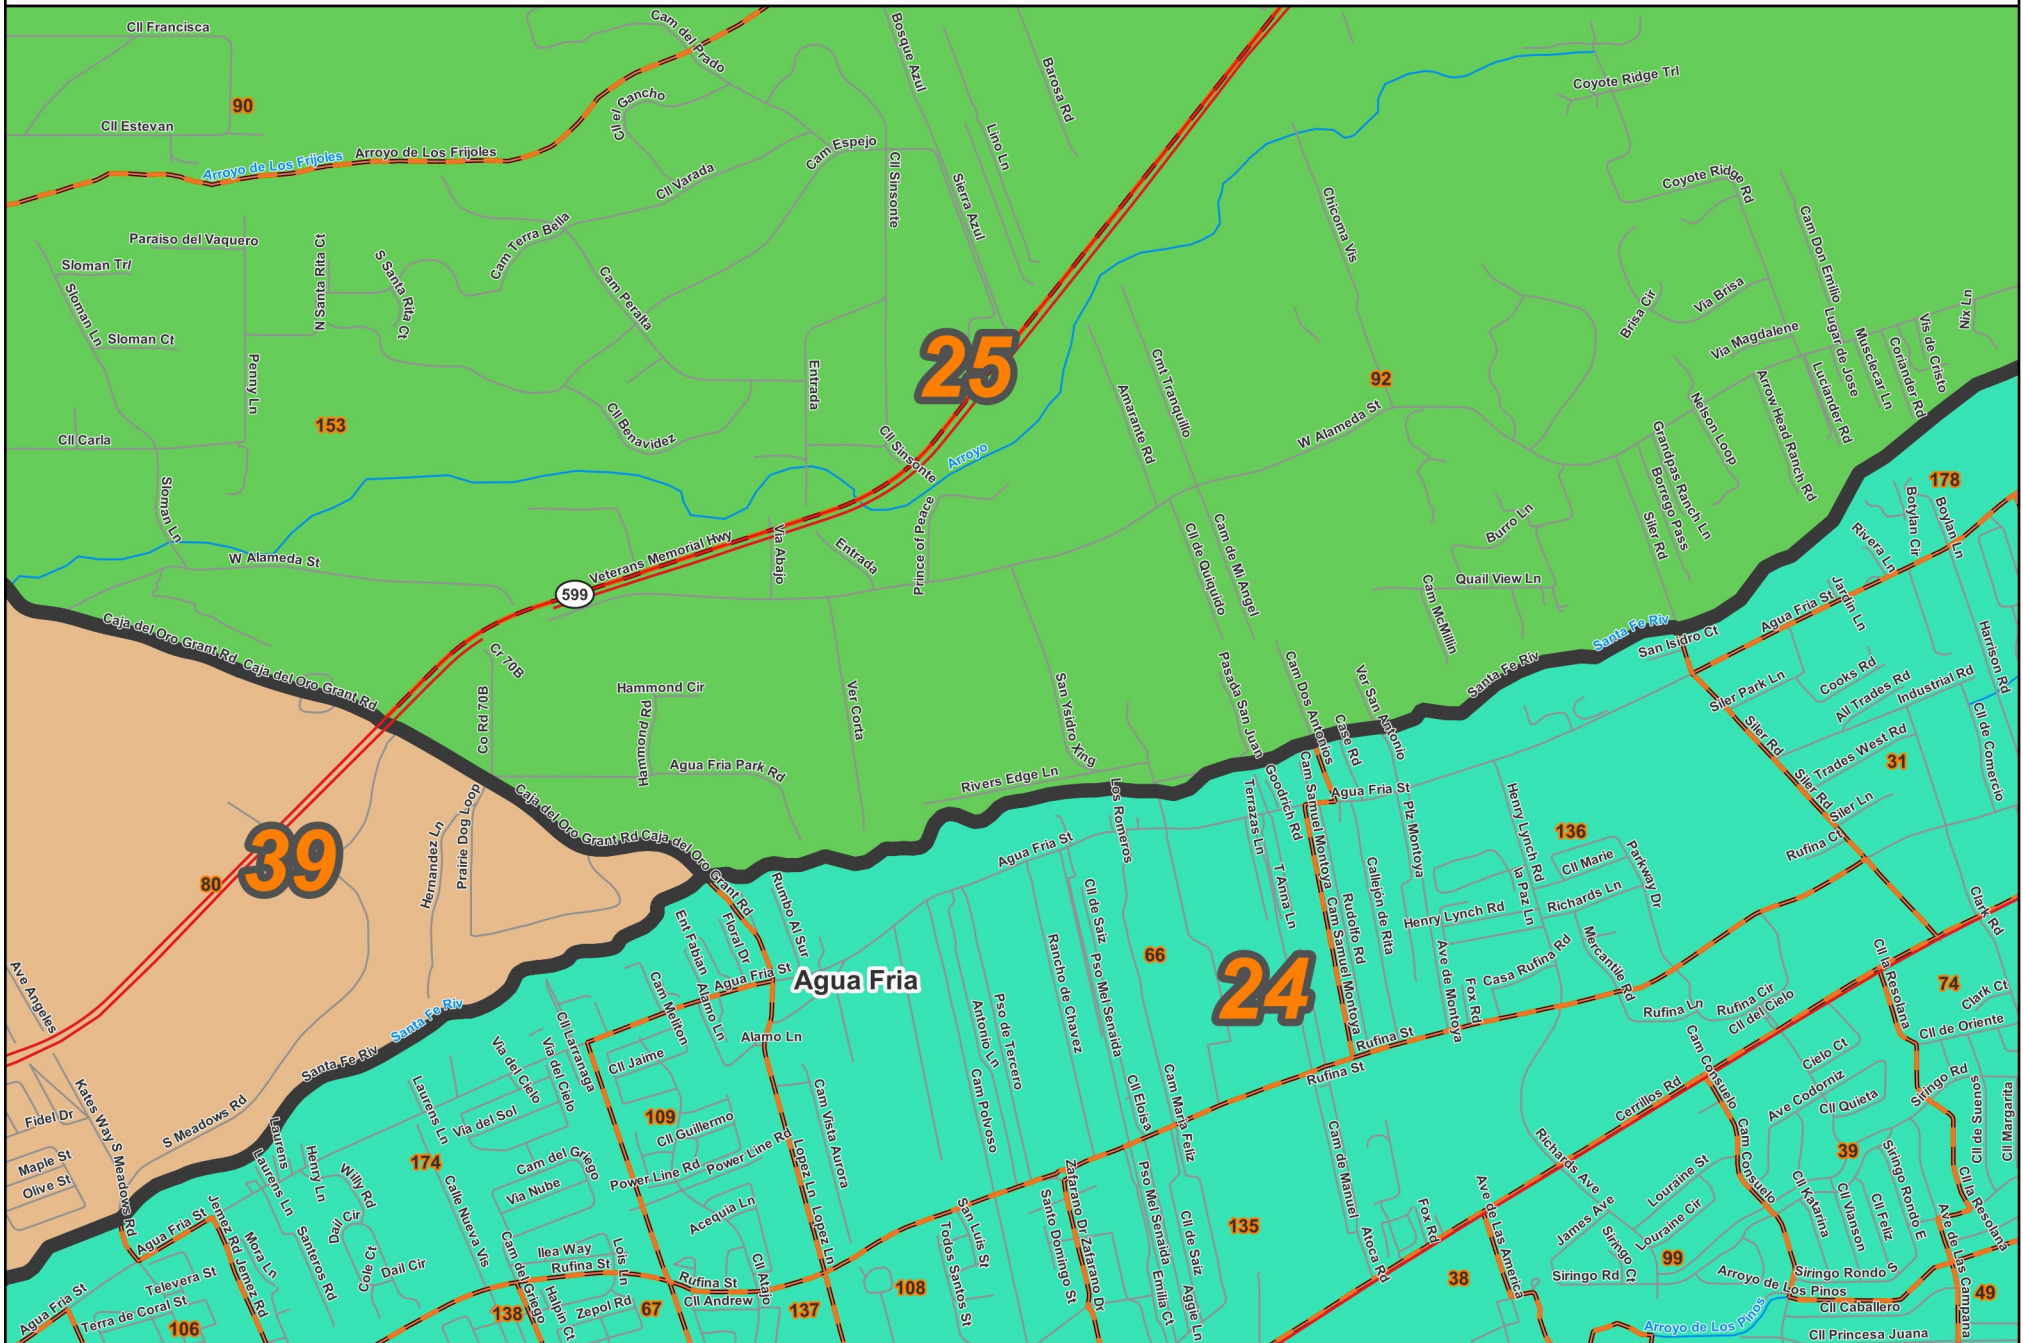 Cll Francisca
Cam del Prado
Bosque Azul
Barosa Rd
Coyote Ridge Trl
90
Cll el Gancho
Cll Estevan
Lino Ln
Arroyo de Los Frijoles
Arroyo de Los Frijoles
Cam Espejo
Cll Varada
Cll Sinsonte
Sierra Azul
Chicoma Vis
Coyote Ridge Rd
Cam Don Emilio
Paraiso del Vaquero
N Santa Rita Ct
S Santa Rita Ct
Cam Terra Bella
Cam Peralta
Sloman Trl
Sloman Ln
Sloman Ct
Brisa Cir
Via Brisa
Via Magdalene
Lugar de Jose
Musclecar Ln
Coriander Rd
Vis de Cristo
Nix Ln
25
Penny Ln
Entrada
Cmt Tranquillo
Amarante Rd
92
Luciander Rd
Arrow Head Ranch Rd
Nelson Loop
153
Cll Carla
Cll Benavidez
Cll Sinsonte
Arroyo
W Alameda St
Grandpas Ranch Ln
Borrego Pass
Siler Rd
Sloman Ln
178
Botylan Cir
Boylan Ln
Rivera Ln
W Alameda St
Veterans Memorial Hwy
599
Via Abajo
Entrada
Prince of Peace
Cll de Quiquido
Cam de Mi Angel
Burro Ln
Quail View Ln
Cam McMillin
Jardin Ln
Agua Fria St
Harrison Rd
Caja del Oro Grant Rd
Caja del Oro Grant Rd
Cr 70B
Co Rd 70B
Hammond Cir
Hammond Rd
Ver Corta
San Ysidro Xing
Pasada San Juan
Cam Dos Antonios
Case Rd
Ver San Antonio
Santa Fe Riv
Santa Fe Riv
San Isidro Ct
Siler Park Ln
Cooks Rd
All Trades Rd
Industrial Rd
Cll de Comercio
Agua Fria Park Rd
Rivers Edge Ln
Los Romeros
Siler Rd
Trades West Rd
31
Siler Rd
Siler Ln
Rufina Ct
39
80
Hernandez Ln
Prairie Dog Loop
Caja del Oro Grant Rd
Caja del Oro Grant Rd
Agua Fria St
Terrazas Ln
Goodrich Rd
Cam Samuel Montoya
Agua Fria St
Plz Montoya
Henry Lynch Rd
136
Cll Marie
Parkway Dr
la Paz Ln
Richards Ln
Henry Lynch Rd
Callejón de Rita
Rudolfo Rd
Cam Samuel Montoya
T Anna Ln
Rumbo Al Sur
Floral Dr
Ent Fabian
Agua Fria St
Agua Fria
Cll de Saiz
Pso Mel Senaida
Rancho de Chavez
66
24
Ave de Montoya
Fox Rd
Casa Rufina Rd
Mercantile Rd
Clark Rd
Cll la Resolana
74
Clark Ct
Cll de Oriente
Rufina Ln
Rufina Cir
Cll del Cielo
Cam Consuelo
Cielo Ct
Ave Angeles
Santa Fe Riv
Santa Fe Riv
Cam Meliton
Alamo Ln
Alamo Ln
Cll Larranaga
Via del Cielo
Via del Cielo
Cll Jaime
Antonio Ln
Pso de Tercero
Cam Polvoso
Rufina St
Rufina St
Cerrillos Rd
Ave Codorniz
Cll Quieta
Siringo Rd
Cll de Suenos
Cll Margarita
Kates Way
S Meadows Rd
Fidel Dr
S Meadows Rd
Maple St
Olive St
Laurens
Laurens Ln
Laurens Ln
Henry Ln
Willy Rd
Via del Sol
174
109
Cll Guillermo
Power Line Rd
Power Line Rd
Cam Vista Aurora
Lopez Ln
Cll Eloisa
Cam Maria Feliz
Cam de Manuel
Richards Ave
Louraine St
Cam Consuelo
39
Siringo Rondo E
Cll Katarina
Cll Vianson
Cll Feliz
Cll la Resolana
Cam del Griego
Via Nube
Calle Nueva Vis
Acequia Ln
Zafarano Dr
Zafarano Dr
Santo Domingo St
Pso Mel Senaida
Cll de Saiz
135
Fox Rd
Atoca Rd
Ave de Las America
James Ave
Siringo Ct
Louraine Cir
99
Ave de Las Campana
Agua Fria St
Jemez Rd
Jemez Rd
Mora Ln
Santeros Rd
Dail Cir
Cole Ct
Dail Cir
Cam del Griego
Ilea Way
Rufina St
Lois Ln
Rufina St
Cll Atajo
Lopez Ln
Todos Santos St
San Luis St
Siringo Rd
Arroyo de Los Pinos
Siringo Rondo S
Televera St
Terra de Coral St
Agua Fria St
106
138
Halpin Ct
Zepol Rd
67
Cll Andrew
137
108
Emilia Ct
Aggie Ln
38
49
Cll Caballero
Arroyo de Los Pinos
Cll Princesa Juana